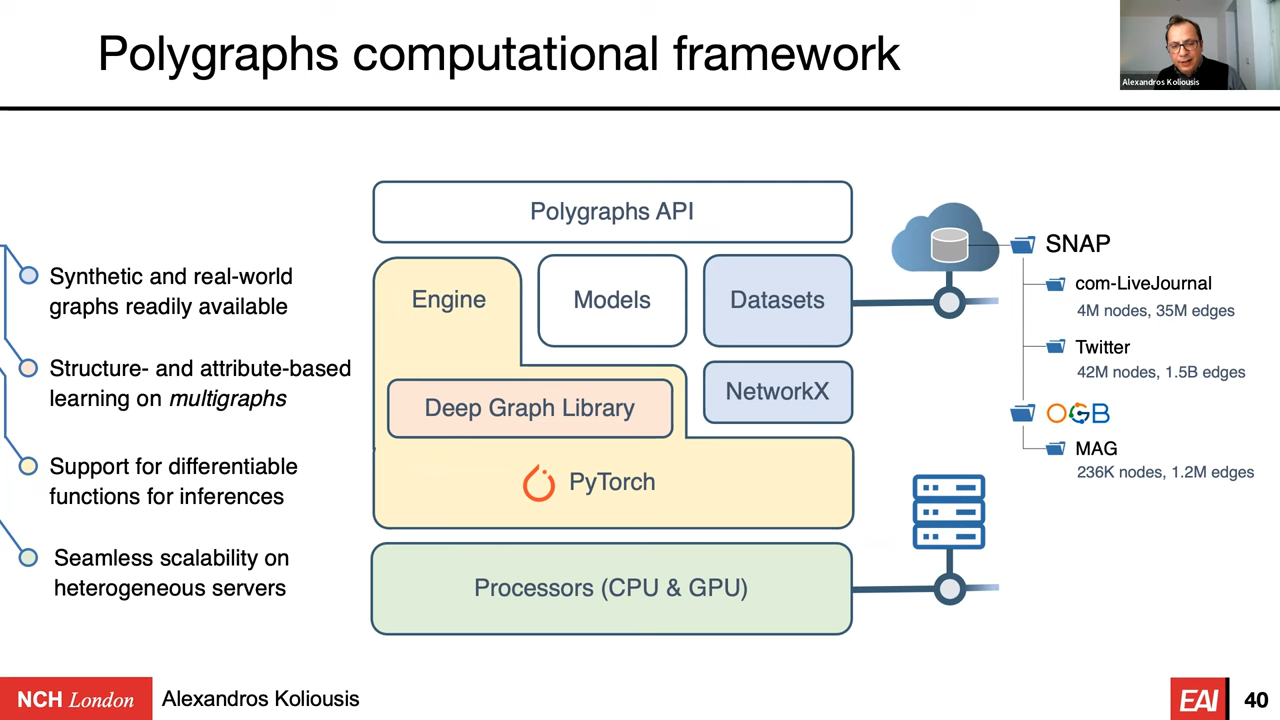 Polygraphs computational framework
Alexandros Koliousis
Synthetic and real-world
graphs readily available
Structure- and attribute-based
learning on multigraphs
Support for differentiable
functions for inferences
Seamless scalability on
heterogeneous servers
Polygraphs API
Engine
Models
Datasets
Deep Graph Library
NetworkX
PyTorch
Processors (CPU & GPU)
SNAP
com-LiveJournal
4M nodes, 35M edges
Twitter
42M nodes, 1.5B edges
OGB
MAG
236K nodes, 1.2M edges
NCH London
Alexandros Koliousis
EAI
40